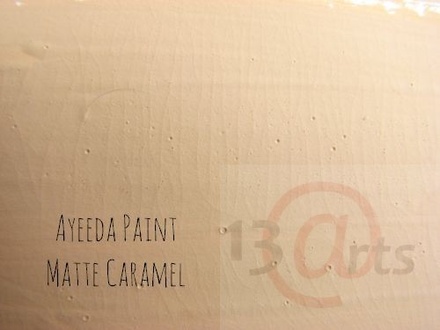 Ayeeda Paint
Matte Caramel
13@rts